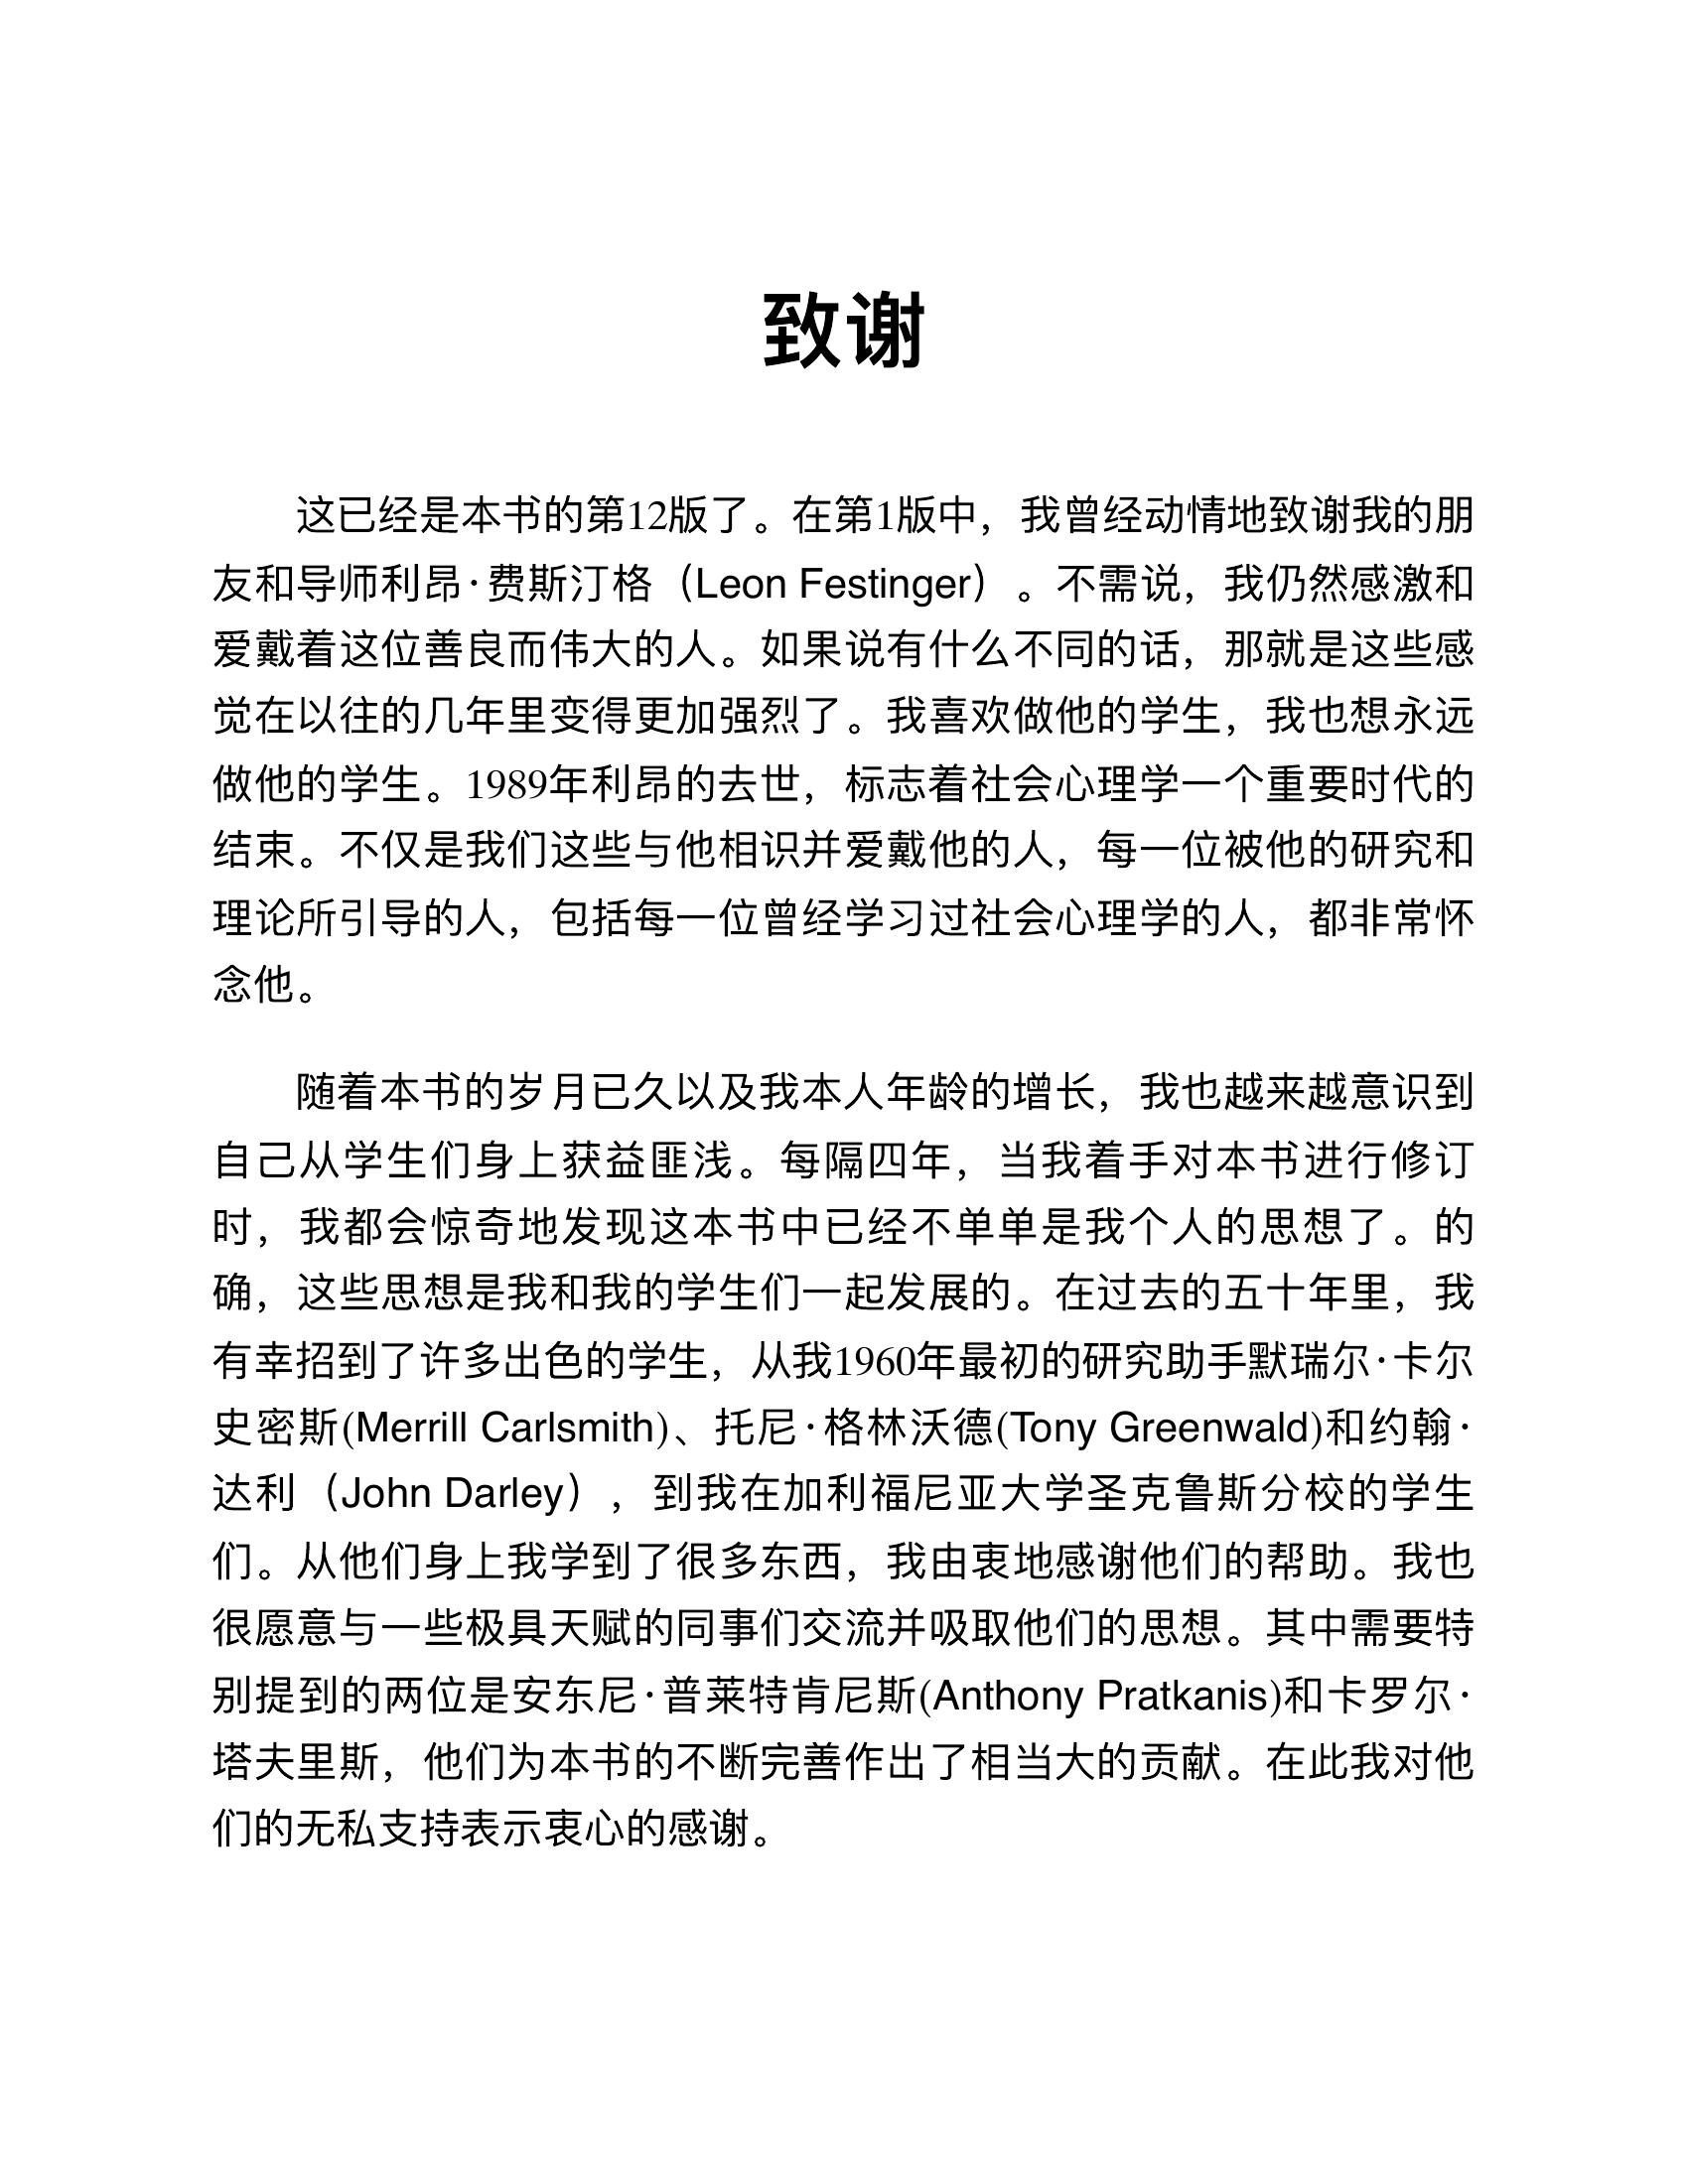 致谢
这已经是本书的第12版了。在第1版中，我曾经动情地致谢我的朋
友和导师利昂·费斯汀格（Leon Festinger）。不需说，我仍然感激和
爱戴着这位善良而伟大的人。如果说有什么不同的话，那就是这些感
觉在以往的几年里变得更加强烈了。我喜欢做他的学生，我也想永远
做他的学生。1989年利昂的去世，标志着社会心理学一个重要时代的
结束。不仅是我们这些与他相识并爱戴他的人，每一位被他的研究和
理论所引导的人，包括每一位曾经学习过社会心理学的人，都非常怀
念他。
随着本书的岁月已久以及我本人年龄的增长，我也越来越意识到
自己从学生们身上获益匪浅。每隔四年，当我着手对本书进行修订
时，我都会惊奇地发现这本书中已经不单单是我个人的思想了。的
确，这些思想是我和我的学生们一起发展的。在过去的五十年里，我
有幸招到了许多出色的学生，从我1960年最初的研究助手默瑞尔·卡尔
史密斯(Merrill Carlsmith)、托尼·格林沃德(Tony Greenwald)和约翰·
达利（John Darley），到我在加利福尼亚大学圣克鲁斯分校的学生
们。从他们身上我学到了很多东西，我由衷地感谢他们的帮助。我也
很愿意与一些极具天赋的同事们交流并吸取他们的思想。其中需要特
别提到的两位是安东尼·普莱特肯尼斯(Anthony Pratkanis)和卡罗尔·
塔夫里斯，他们为本书的不断完善作出了相当大的贡献。在此我对他
们的无私支持表示衷心的感谢。